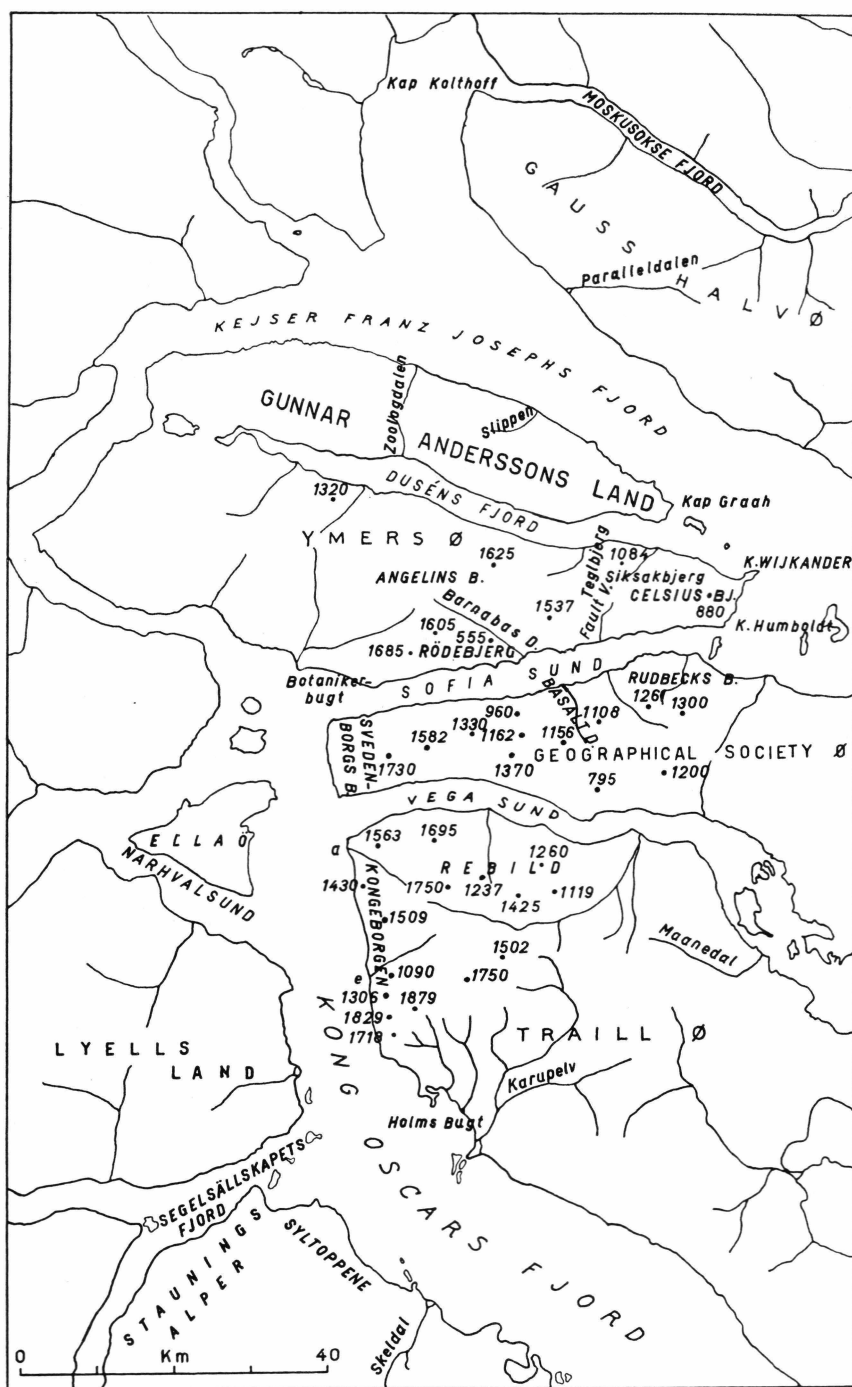 Kap Kolthoff
MOSKUSOKSE FJORD
GAUSS HALVØ
Paralleldalen
KEJSER FRANZ JOSEPHS FJORD
Zoologdalen
GUNNAR ANDERSSONS LAND
Slippen
DUSÉNS FJORD
Kap Graah
1320
YMERS Ø
1625
Teglbjerg
Fault V.
1084
K.WIJKANDER
ANGELINS B.
Siksakbjerg
CELSIUS BJ.
880
Barnabas D.
1537
1605
555
K.Humboldt
1685
RÖDEBJERG
Botaniker-
bugt
SOFIA SUND
RUDBECKS B.
BASALT D.
1261
1300
960
1108
SVEDEN-
BORGS B.
1330
1582
1162
1156
GEOGRAPHICAL SOCIETY Ø
1730
1370
795
1200
VEGA SUND
ELLA Ö
a
1563
1695
1260
REBILD
NARHVALSUND
1430
KONGEBORGEN
1750
1237
1425
1119
1509
1502
Maanedal
e
1090
1750
1306
1879
1829
1718
TRAILL Ø
LYELLS
LAND
KONG OSCARS FJORD
Karupelv
Holms Bugt
SEGELSÄLLSKAPETS
FJORD
SYLTOPPENE
STAUNINGS
ALPER
Skeldal
0 Km 40